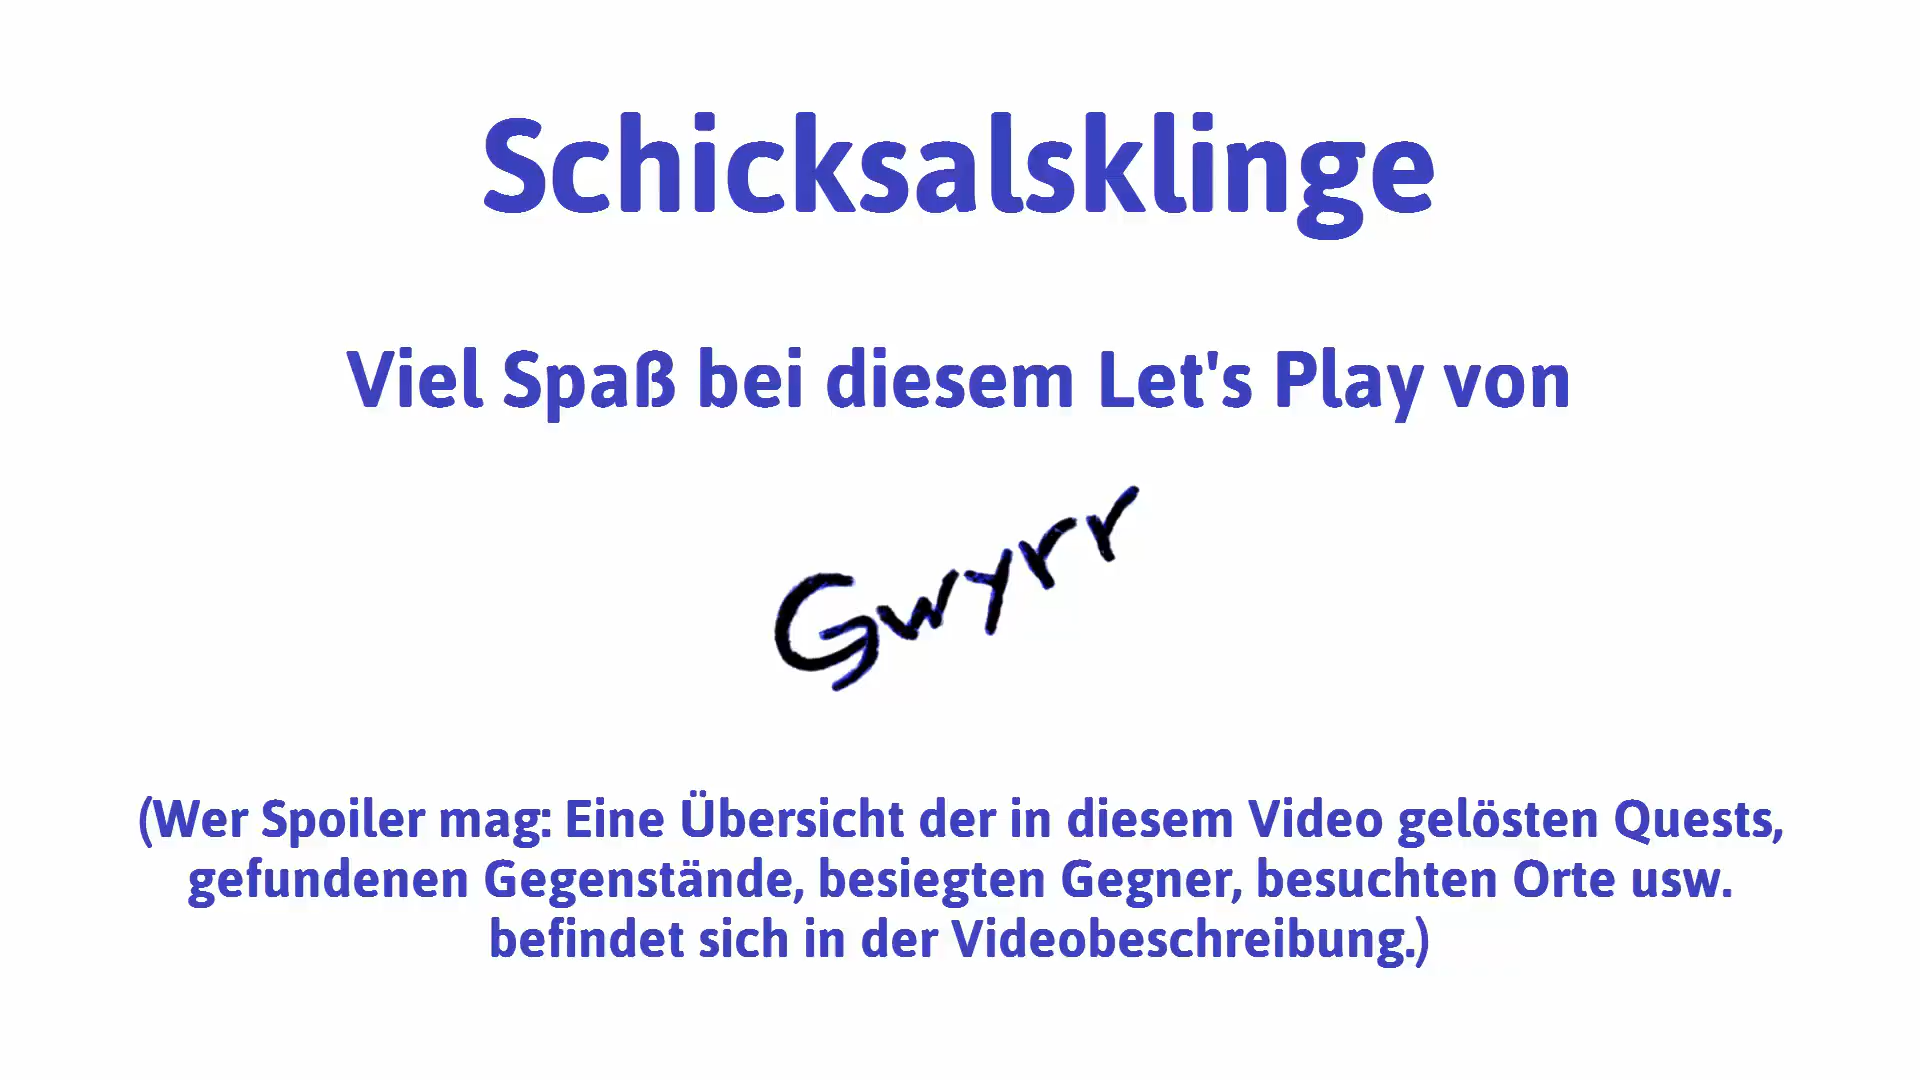 Schicksalsklinge
Viel Spaß bei diesem Let's Play von
Gwyrr
(Wer Spoiler mag: Eine Übersicht der in diesem Video gelösten Quests,
gefundenen Gegenstände, besiegten Gegner, besuchten Orte usw.
befindet sich in der Videobeschreibung.)